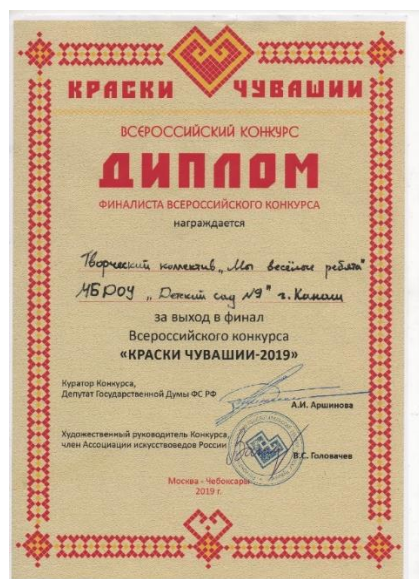 КРАСКИ ЧУВАШИИ
ВСЕРОССИЙСКИЙ КОНКУРС
ДИПЛОМ
ФИНАЛИСТА ВСЕРОССИЙСКОГО КОНКУРСА
награждается
Творческий коллектив „Мы весёлые ребята"
МБДОУ „Детский сад №9" г. Канаш
за выход в финал
Всероссийского конкурса
«КРАСКИ ЧУВАШИИ-2019»
Куратор Конкурса,
Депутат Государственной Думы ФС РФ
А.И. Аршинова
Художественный руководитель Конкурса,
член Ассоциации искусствоведов России
В.С. Головачев
Москва - Чебоксары
2019 г.